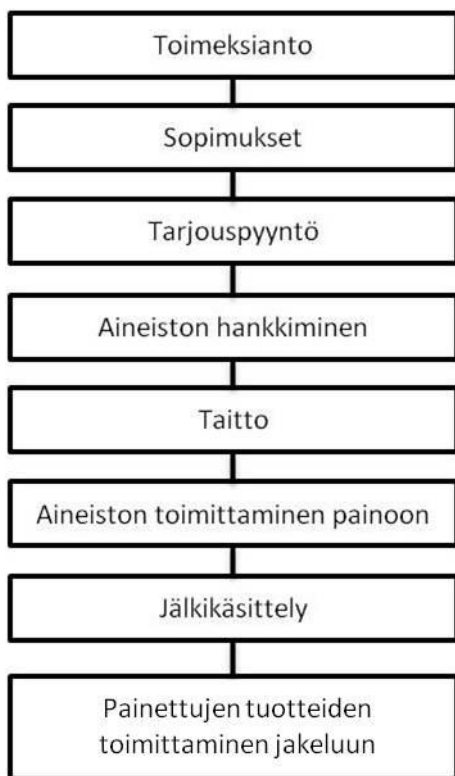 Toimeksianto
Sopimukset
Tarjouspyyntö
Aineiston hankkiminen
Taitto
Aineiston toimittaminen painoon
Jälkikäsittely
Painettujen tuotteiden
toimittaminen jakeluun